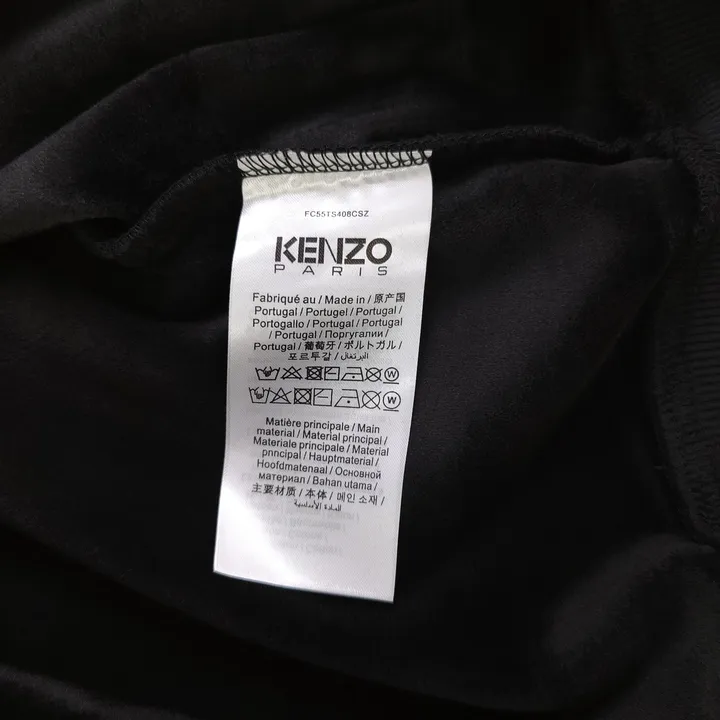 FC55TS408CSZ
KENZO
PARIS
Fabriqué au / Made in / 原产国
Portugal / Portugel / Portugal /
Portogallo / Portugal / Portugal
/ Portugal / Португалии /
Portugal / 葡萄牙 / ポルトガル /
포르투갈 / البرتغال /
Matière principale / Main
material / Material principal /
Materiale principale / Material
pnncipal / Hauptmaterial /
Hoofdmatenaal / Основной
материал / Bahan utama /
主要材质 / 本体 / 메인 소재 /
المادة الأساسية